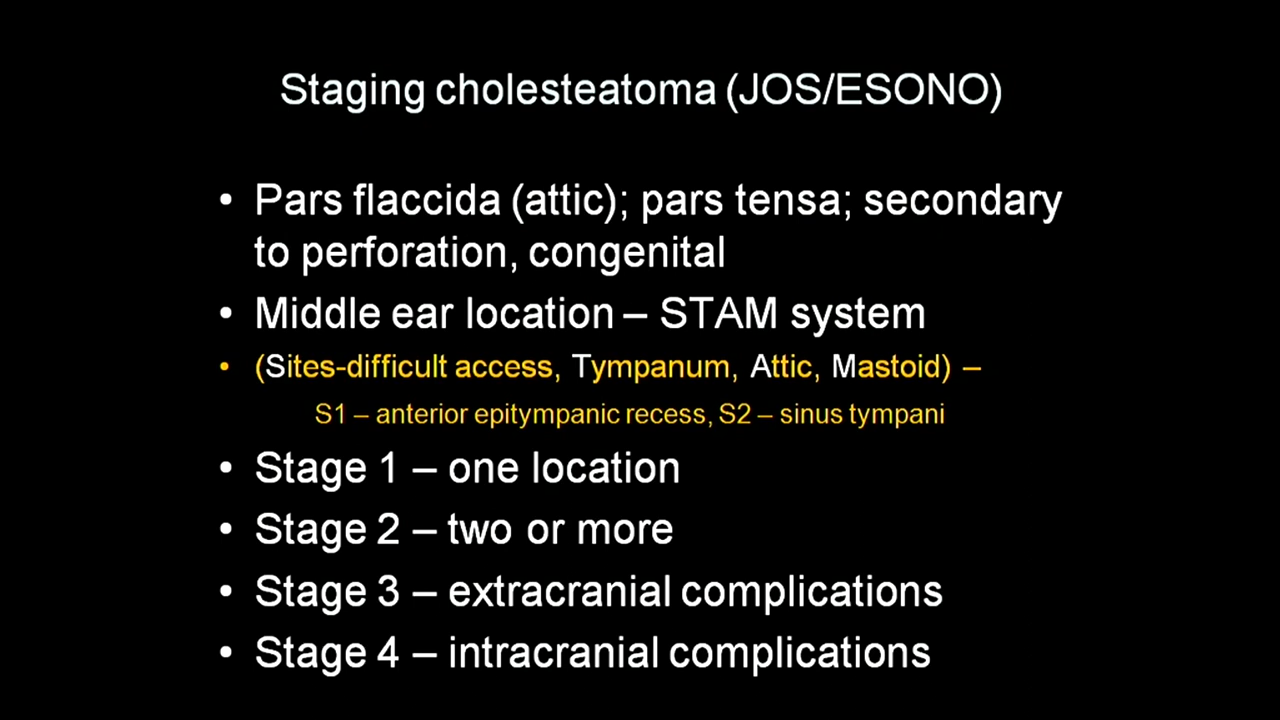 Staging cholesteatoma (JOS/ESONO)
• Pars flaccida (attic); pars tensa; secondary
to perforation, congenital
• Middle ear location – STAM system
• (Sites-difficult access, Tympanum, Attic, Mastoid) –
S1 – anterior epitympanic recess, S2 – sinus tympani
• Stage 1 – one location
• Stage 2 – two or more
• Stage 3 – extracranial complications
• Stage 4 – intracranial complications